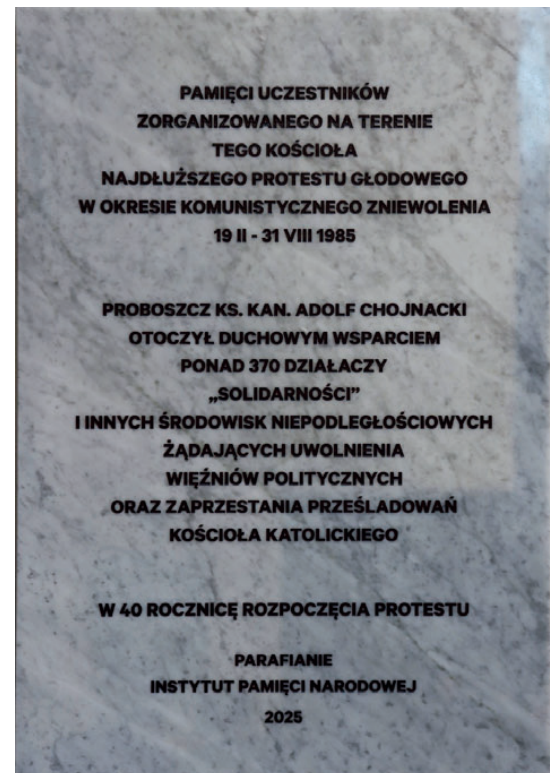 PAMIĘCI UCZESTNIKÓW
ZORGANIZOWANEGO NA TERENIE
TEGO KOŚCIOŁA
NAJDŁUŻSZEGO PROTESTU GŁODOWEGO
W OKRESIE KOMUNISTYCZNEGO ZNIEWOLENIA
19 II - 31 VIII 1985
PROBOSZCZ KS. KAN. ADOLF CHOJNACKI
OTOCZYŁ DUCHOWYM WSPARCIEM
PONAD 370 DZIAŁACZY
„SOLIDARNOŚCI”
I INNYCH ŚRODOWISK NIEPODLEGŁOŚCIOWYCH
ŻĄDAJĄCYCH UWOLNIENIA
WIĘŹNIÓW POLITYCZNYCH
ORAZ ZAPRZESTANIA PRZEŚLADOWAŃ
KOŚCIOŁA KATOLICKIEGO
W 40 ROCZNICĘ ROZPOCZĘCIA PROTESTU
PARAFIANIE
INSTYTUT PAMIĘCI NARODOWEJ
2025